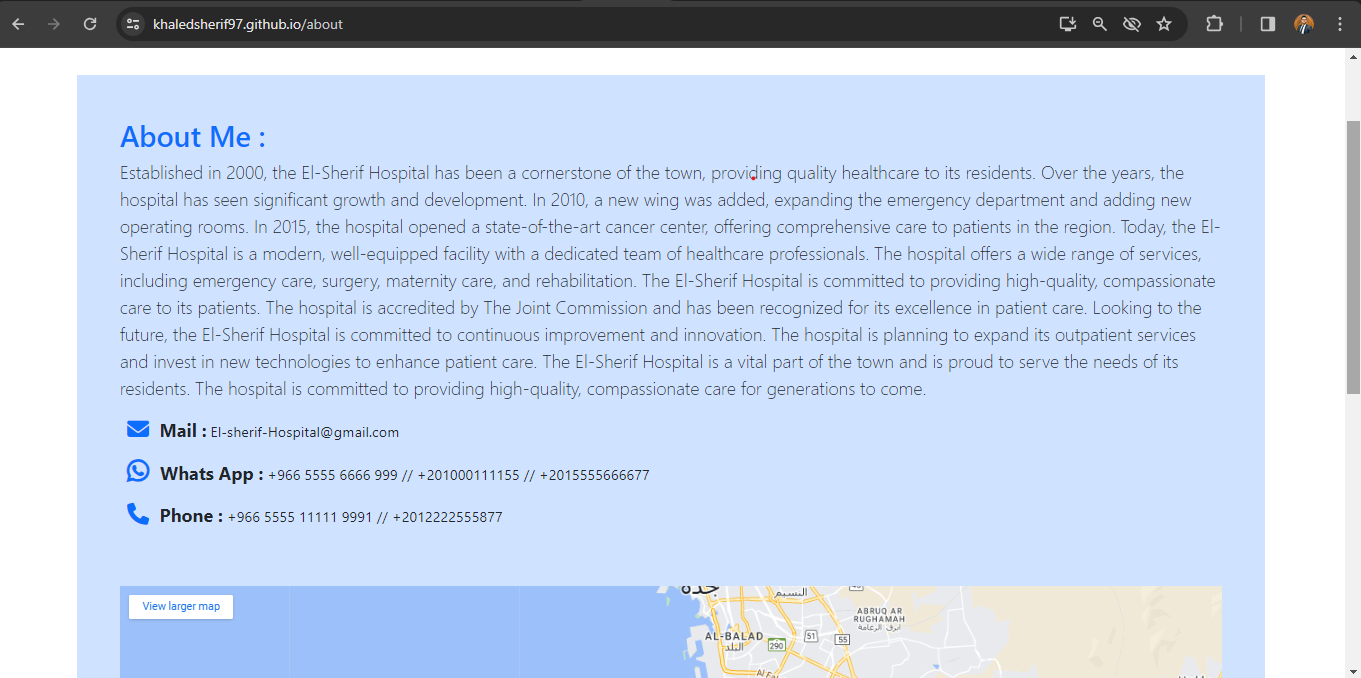 khaledsherif97.github.io/about
About Me :
Established in 2000, the El-Sherif Hospital has been a cornerstone of the town, providing quality healthcare to its residents. Over the years, the
hospital has seen significant growth and development. In 2010, a new wing was added, expanding the emergency department and adding new
operating rooms. In 2015, the hospital opened a state-of-the-art cancer center, offering comprehensive care to patients in the region. Today, the El-
Sherif Hospital is a modern, well-equipped facility with a dedicated team of healthcare professionals. The hospital offers a wide range of services,
including emergency care, surgery, maternity care, and rehabilitation. The El-Sherif Hospital is committed to providing high-quality, compassionate
care to its patients. The hospital is accredited by The Joint Commission and has been recognized for its excellence in patient care. Looking to the
future, the El-Sherif Hospital is committed to continuous improvement and innovation. The hospital is planning to expand its outpatient services
and invest in new technologies to enhance patient care. The El-Sherif Hospital is a vital part of the town and is proud to serve the needs of its
residents. The hospital is committed to providing high-quality, compassionate care for generations to come.
Mail : El-sherif-Hospital@gmail.com
Whats App : +966 5555 6666 999 // +201000111155 // +2015555666677
Phone : +966 5555 11111 9991 // +2012222555877
View larger map
جدة
النسيم
ABRUQ AR
RUGHAMAH
ابرق الرغامة
AL-BALAD
البلد
290
51
55